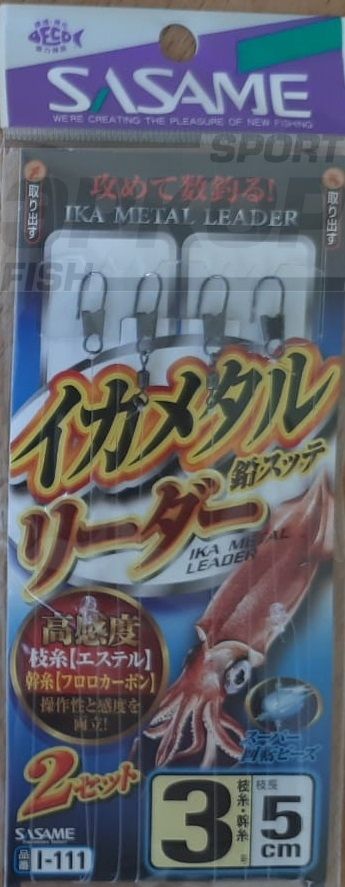 SASAME
WE'RE CREATING THE PLEASURE OF NEW FISHING
SPORT
FISH
取り出す
取り出す
攻めて数釣る!
IKA METAL LEADER
イカメタル
鉛・スッテ
リーダー
IKA METAL
LEADER
高感度
枝糸【エステル】
幹糸【フロロカーボン】
操作性と感度を
両立!
スーパー
回転ビーズ
2セット
3
枝糸・幹糸
号
枝長
5
cm
SASAME
品番
I-111